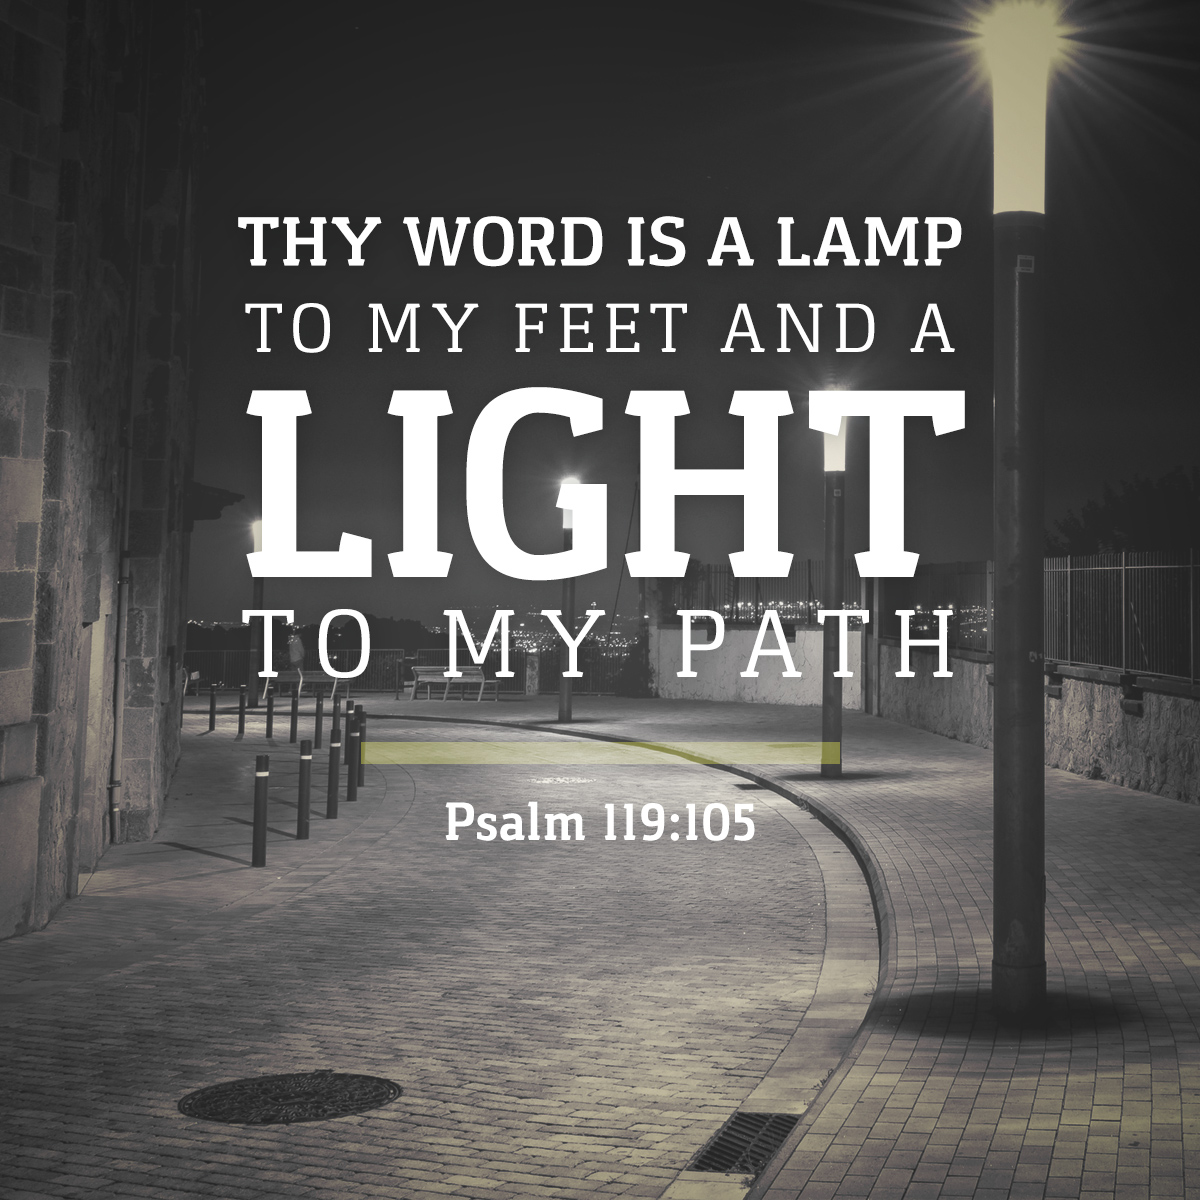 THY WORD IS A LAMP
TO MY FEET AND A
LIGHT
TO MY PATH
Psalm 119:105